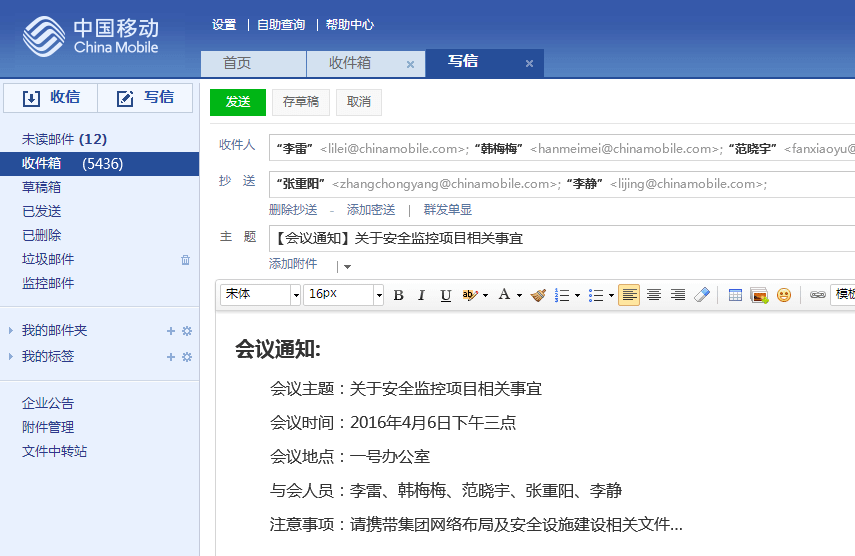 中国移动
China Mobile
设置 | 自助查询 | 帮助中心
首页 收件箱 × 写信 ×
收信 写信
未读邮件 (12)
收件箱 (5436)
草稿箱
已发送
已删除
垃圾邮件
监控邮件
我的邮件夹
我的标签
企业公告
附件管理
文件中转站
发送 存草稿 取消
收件人 “李雷” <lilei@chinamobile.com>; “韩梅梅” <hanmeimei@chinamobile.com>; “范晓宇” <fanxiaoyu@
抄 送 “张重阳” <zhangchongyang@chinamobile.com>; “李静” <lijing@chinamobile.com>;
删除抄送 - 添加密送 | 群发单显
主 题 【会议通知】关于安全监控项目相关事宜
添加附件 |
宋体 16px B I U ab A 模板
会议通知:
会议主题：关于安全监控项目相关事宜
会议时间：2016年4月6日下午三点
会议地点：一号办公室
与会人员：李雷、韩梅梅、范晓宇、张重阳、李静
注意事项：请携带集团网络布局及安全设施建设相关文件...